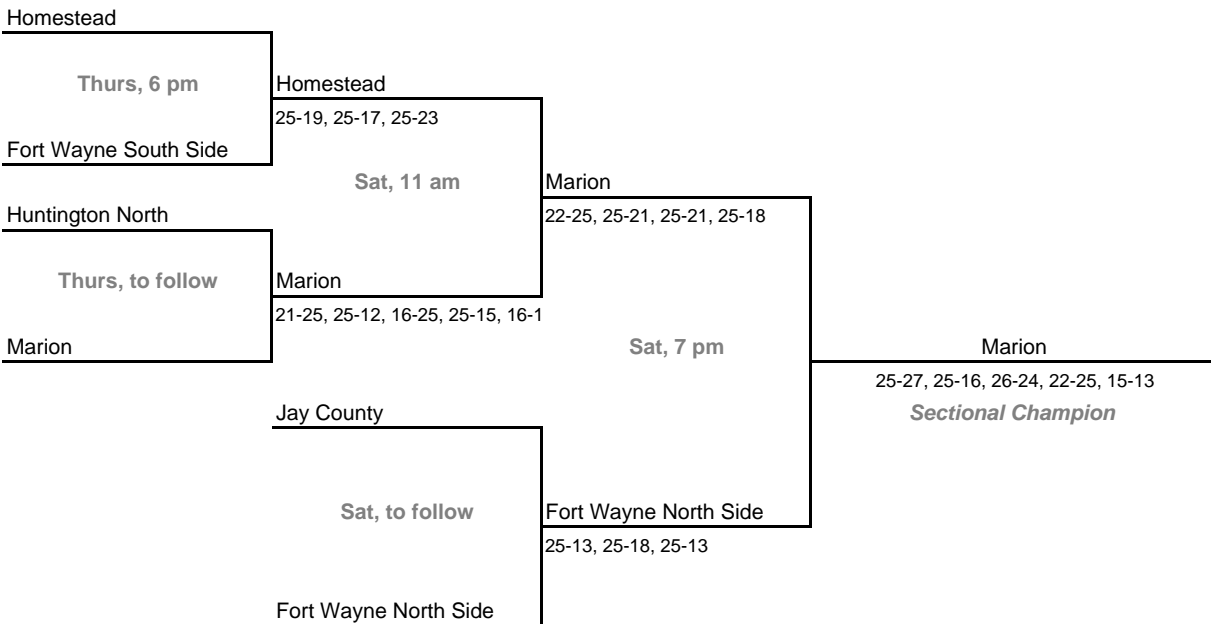 Homestead
Thurs, 6 pm
Homestead
25-19, 25-17, 25-23
Fort Wayne South Side
Sat, 11 am
Marion
Huntington North
22-25, 25-21, 25-21, 25-18
Thurs, to follow
Marion
21-25, 25-12, 16-25, 25-15, 16-1
Marion
Sat, 7 pm
Marion
25-27, 25-16, 26-24, 22-25, 15-13
Jay County
Sectional Champion
Sat, to follow
Fort Wayne North Side
25-13, 25-18, 25-13
Fort Wayne North Side